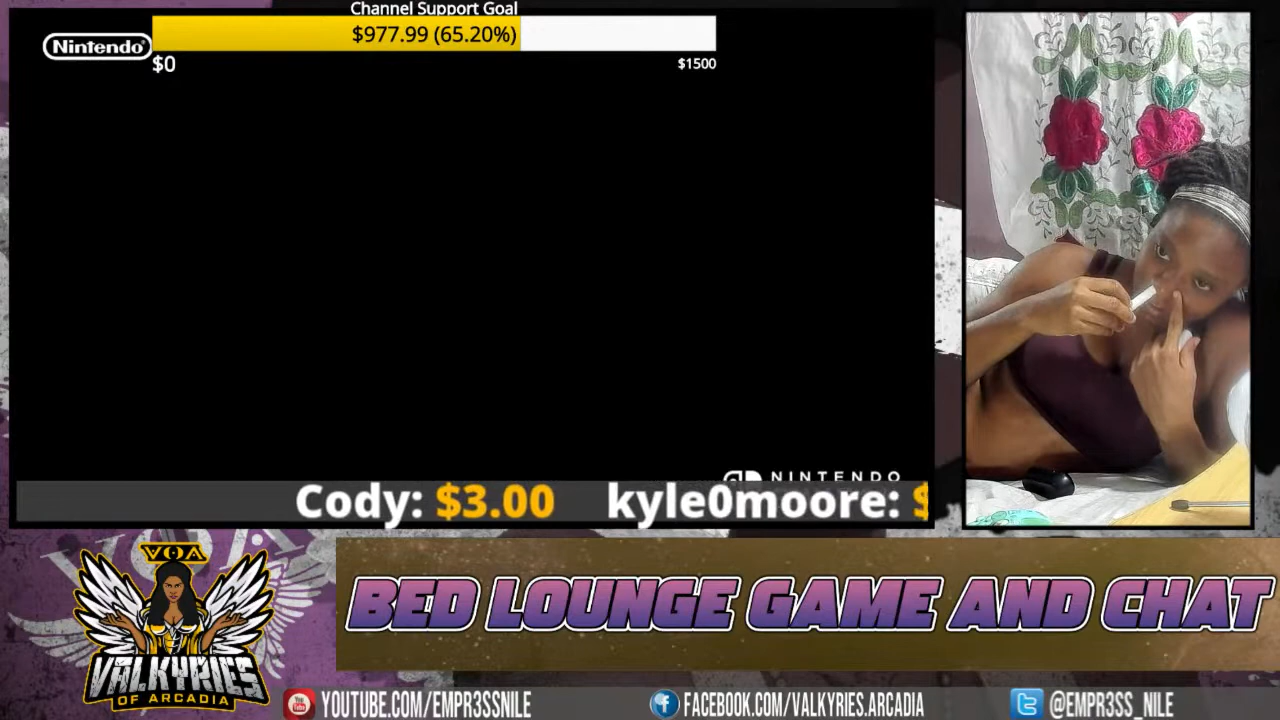 Channel Support Goal
Nintendo
$977.99 (65.20%)
$0
$1500
NINTENDO
Cody: $3.00 kyle0moore: $
VOA
VALKYRIES
OF ARCADIA
BED LOUNGE GAME AND CHAT
You
YOUTUBE.COM/EMPR3SSNILE
FACEBOOK.COM/VALKYRIES.ARCADIA
@EMPR3SS_NILE